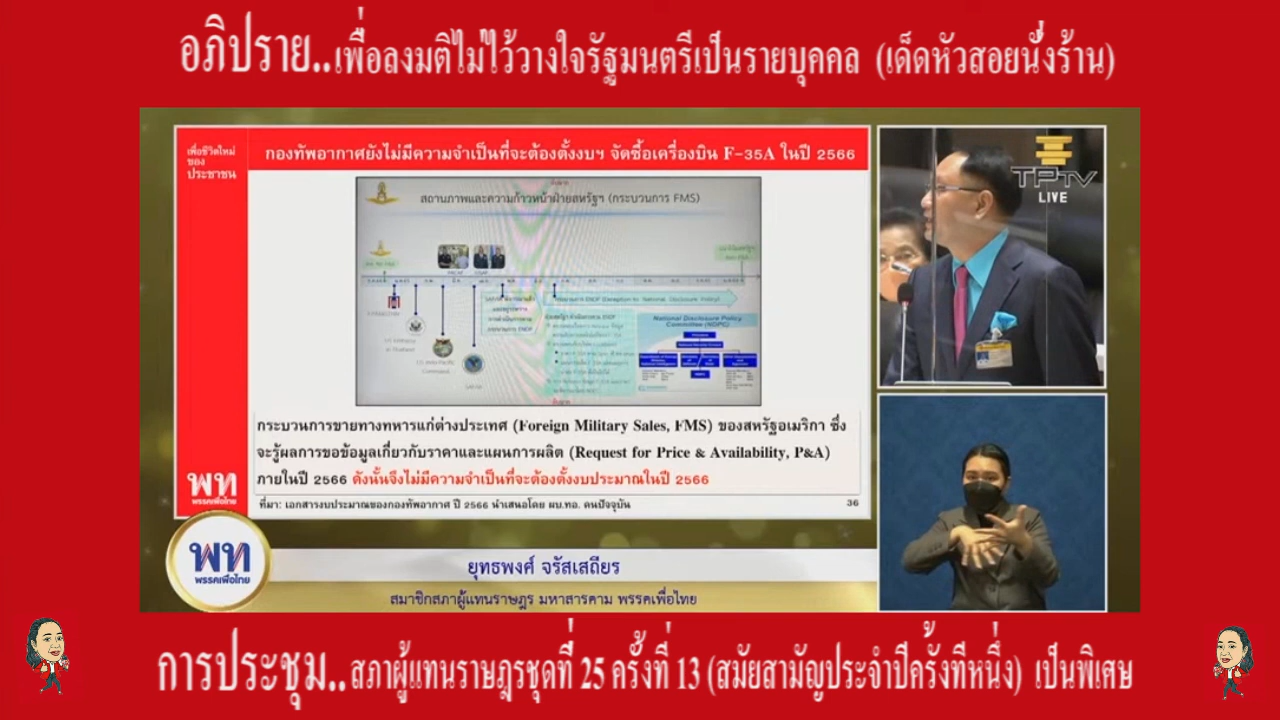 อภิปราย..เพื่อลงมติไม่ไว้วางใจรัฐมนตรีเป็นรายบุคคล (เด็ดหัวสอยนั่งร้าน)
เพื่อชีวิตใหม่
ของ
ประชาชน
กองทัพอากาศยังไม่มีความจำเป็นที่จะต้องตั้งงบฯ จัดซื้อเครื่องบิน F-35A ในปี 2566
สถานภาพและความก้าวหน้าฝ่ายสหรัฐฯ (กระบวนการ FMS)
National Disclosure Policy
Committee (NDPC)
กระบวนการขายทางทหารแก่ต่างประเทศ (Foreign Military Sales, FMS) ของสหรัฐอเมริกา ซึ่ง
จะรู้ผลการขอข้อมูลเกี่ยวกับราคาและแผนการผลิต (Request for Price & Availability, P&A)
ภายในปี 2566 ดังนั้นจึงไม่มีความจำเป็นที่จะต้องตั้งงบประมาณในปี 2566
ที่มา: เอกสารงบประมาณของกองทัพอากาศ ปี 2566 นำเสนอโดย ผบ.ทอ. คนปัจจุบัน
36
พท
พรรคเพื่อไทย
TPTV
LIVE
พท
พรรคเพื่อไทย
ยุทธพงศ์ จรัสเสถียร
สมาชิกสภาผู้แทนราษฎร มหาสารคาม พรรคเพื่อไทย
การประชุม..สภาผู้แทนราษฎรชุดที่ 25 ครั้งที่ 13 (สมัยสามัญประจำปีครั้งที่หนึ่ง) เป็นพิเศษ